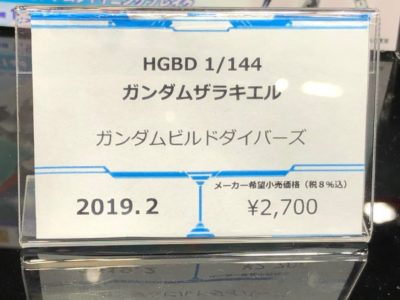 HGBD 1/144
ガンダムザラキエル
ガンダムビルドダイバーズ
メーカー希望小売価格（税8％込）
2019.2
¥2,700